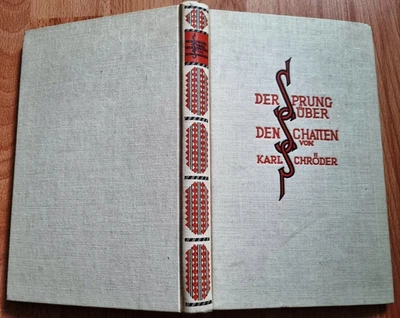 DER SPRUNG
ÜBER
DEN SCHATTEN
VON
KARL SCHRÖDER